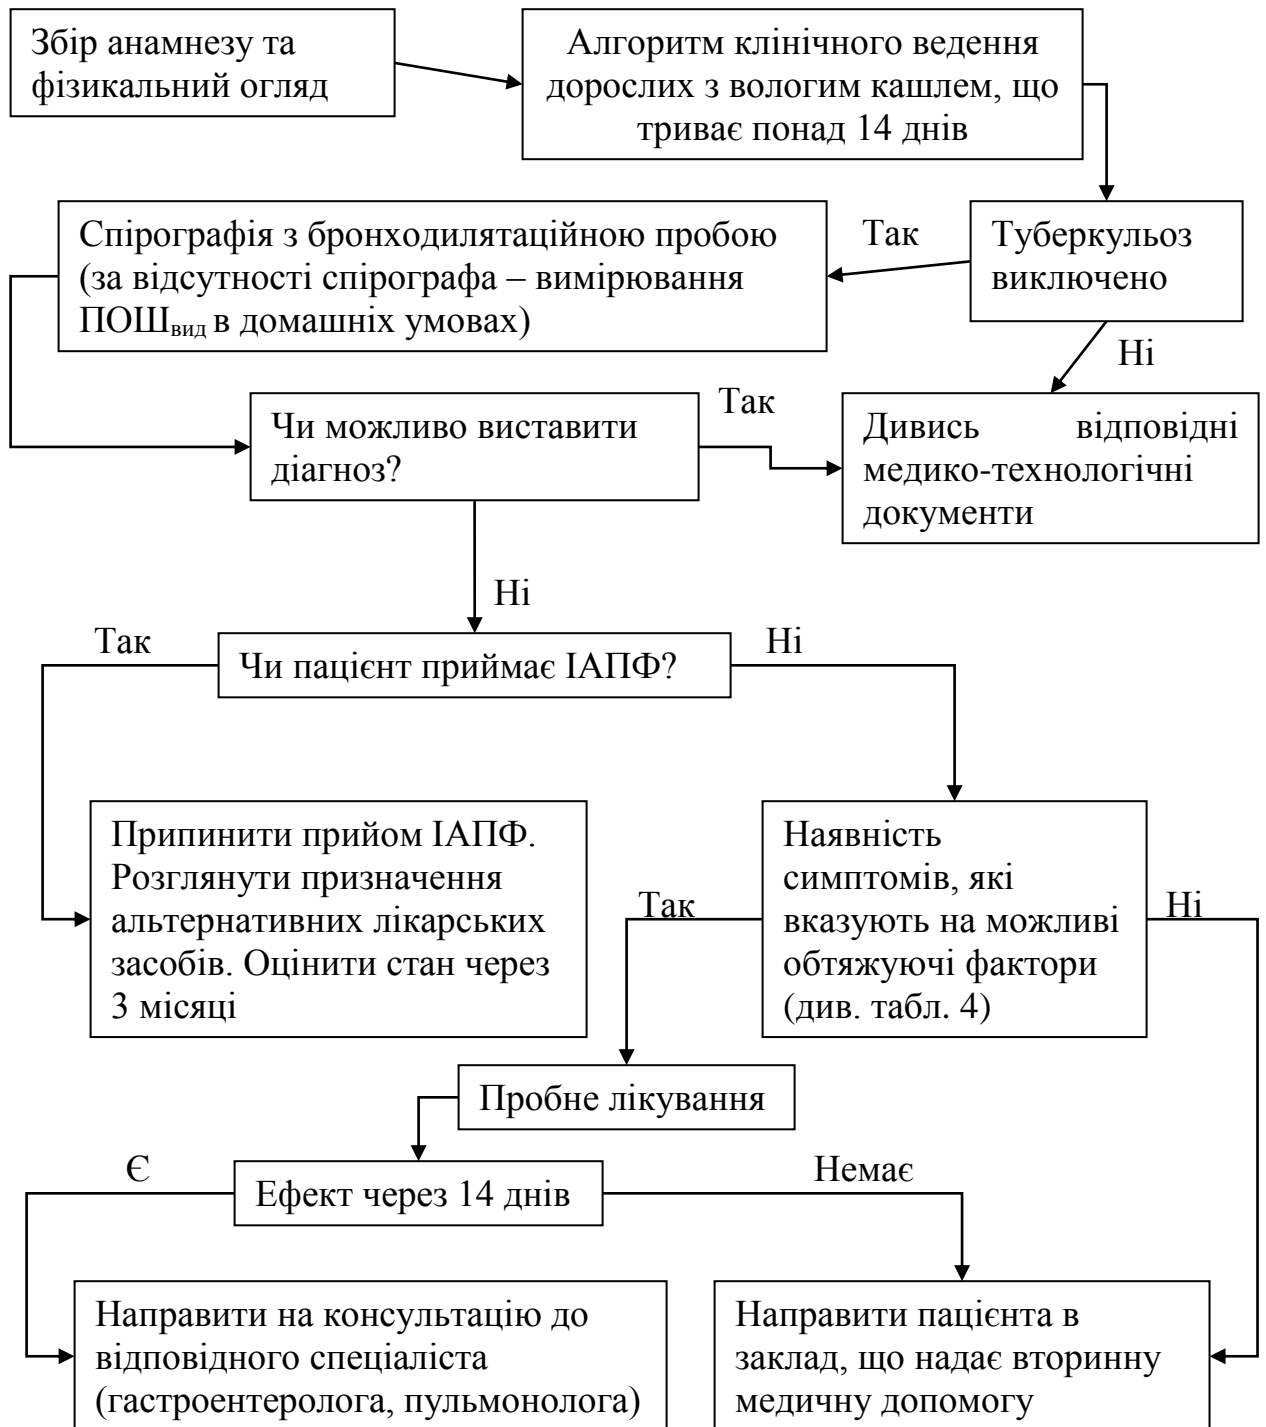 Збір анамнезу та
фізикальний огляд
Алгоритм клінічного ведення
дорослих з вологим кашлем, що
триває понад 14 днів
Спірографія з бронходилятаційною пробою
(за відсутності спірографа – вимірювання
ПОШвид в домашніх умовах)
Так
Туберкульоз
виключено
Ні
Чи можливо виставити
діагноз?
Так
Дивись відповідні
медико-технологічні
документи
Ні
Так
Чи пацієнт приймає ІАПФ?
Ні
Припинити прийом ІАПФ.
Розглянути призначення
альтернативних лікарських
засобів. Оцінити стан через
3 місяці
Так
Наявність
симптомів, які
вказують на можливі
обтяжуючі фактори
(див. табл. 4)
Ні
Пробне лікування
Є
Ефект через 14 днів
Немає
Направити на консультацію до
відповідного спеціаліста
(гастроентеролога, пульмонолога)
Направити пацієнта в
заклад, що надає вторинну
медичну допомогу